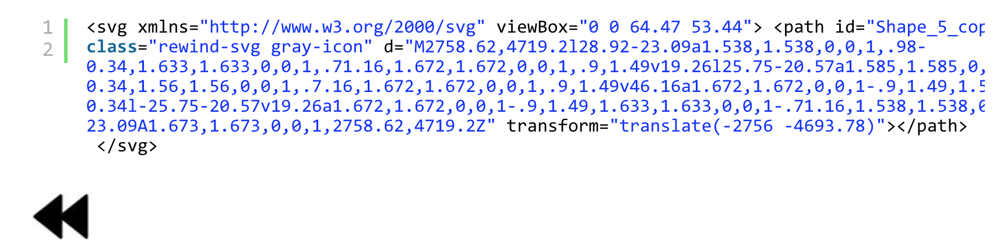 1
2
<svg xmlns="http://www.w3.org/2000/svg" viewBox="0 0 64.47 53.44"> <path id="Shape_5_cop
class="rewind-svg gray-icon" d="M2758.62,4719.2l28.92-23.09a1.538,1.538,0,0,1,.98-
0.34,1.633,1.633,0,0,1,.71.16,1.672,1.672,0,0,1,.9,1.49v19.26l25.75-20.57a1.585,1.585,0,
0.34,1.56,1.56,0,0,1,.7.16,1.672,1.672,0,0,1,.9,1.49v46.16a1.672,1.672,0,0,1-.9,1.49,1.5
0.34l-25.75-20.57v19.26a1.672,1.672,0,0,1-.9,1.49,1.633,1.633,0,0,1-.71.16,1.538,1.538,0
23.09A1.673,1.673,0,0,1,2758.62,4719.2Z" transform="translate(-2756 -4693.78)"></path>
</svg>